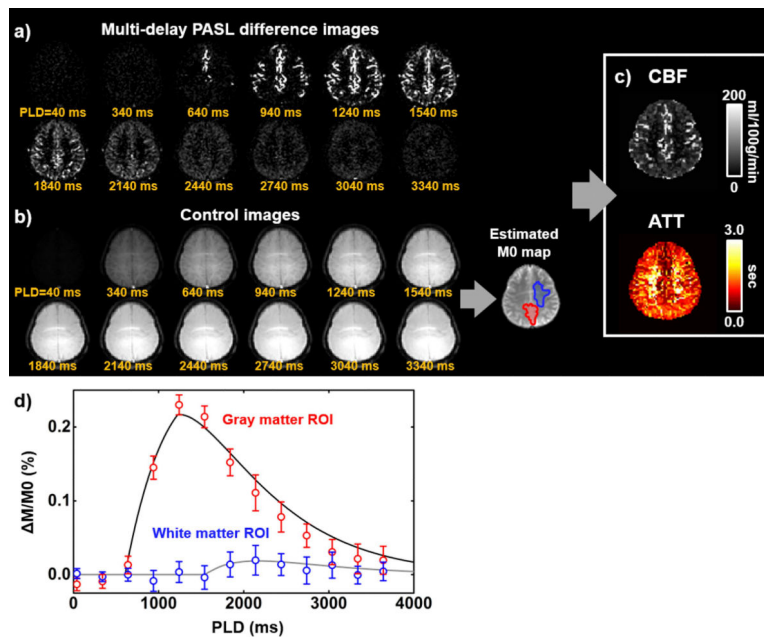 a) Multi-delay PASL difference images
PLD=40 ms 340 ms 640 ms 940 ms 1240 ms 1540 ms
1840 ms 2140 ms 2440 ms 2740 ms 3040 ms 3340 ms
b) Control images
PLD=40 ms 340 ms 640 ms 940 ms 1240 ms 1540 ms
1840 ms 2140 ms 2440 ms 2740 ms 3040 ms 3340 ms
Estimated
M0 map
c) CBF
200
ml/100g/min
0
ATT
3.0
sec
0.0
d)
Gray matter ROI
White matter ROI
ΔM/M0 (%)
0.2
0.1
0.0
0 1000 2000 3000 4000
PLD (ms)